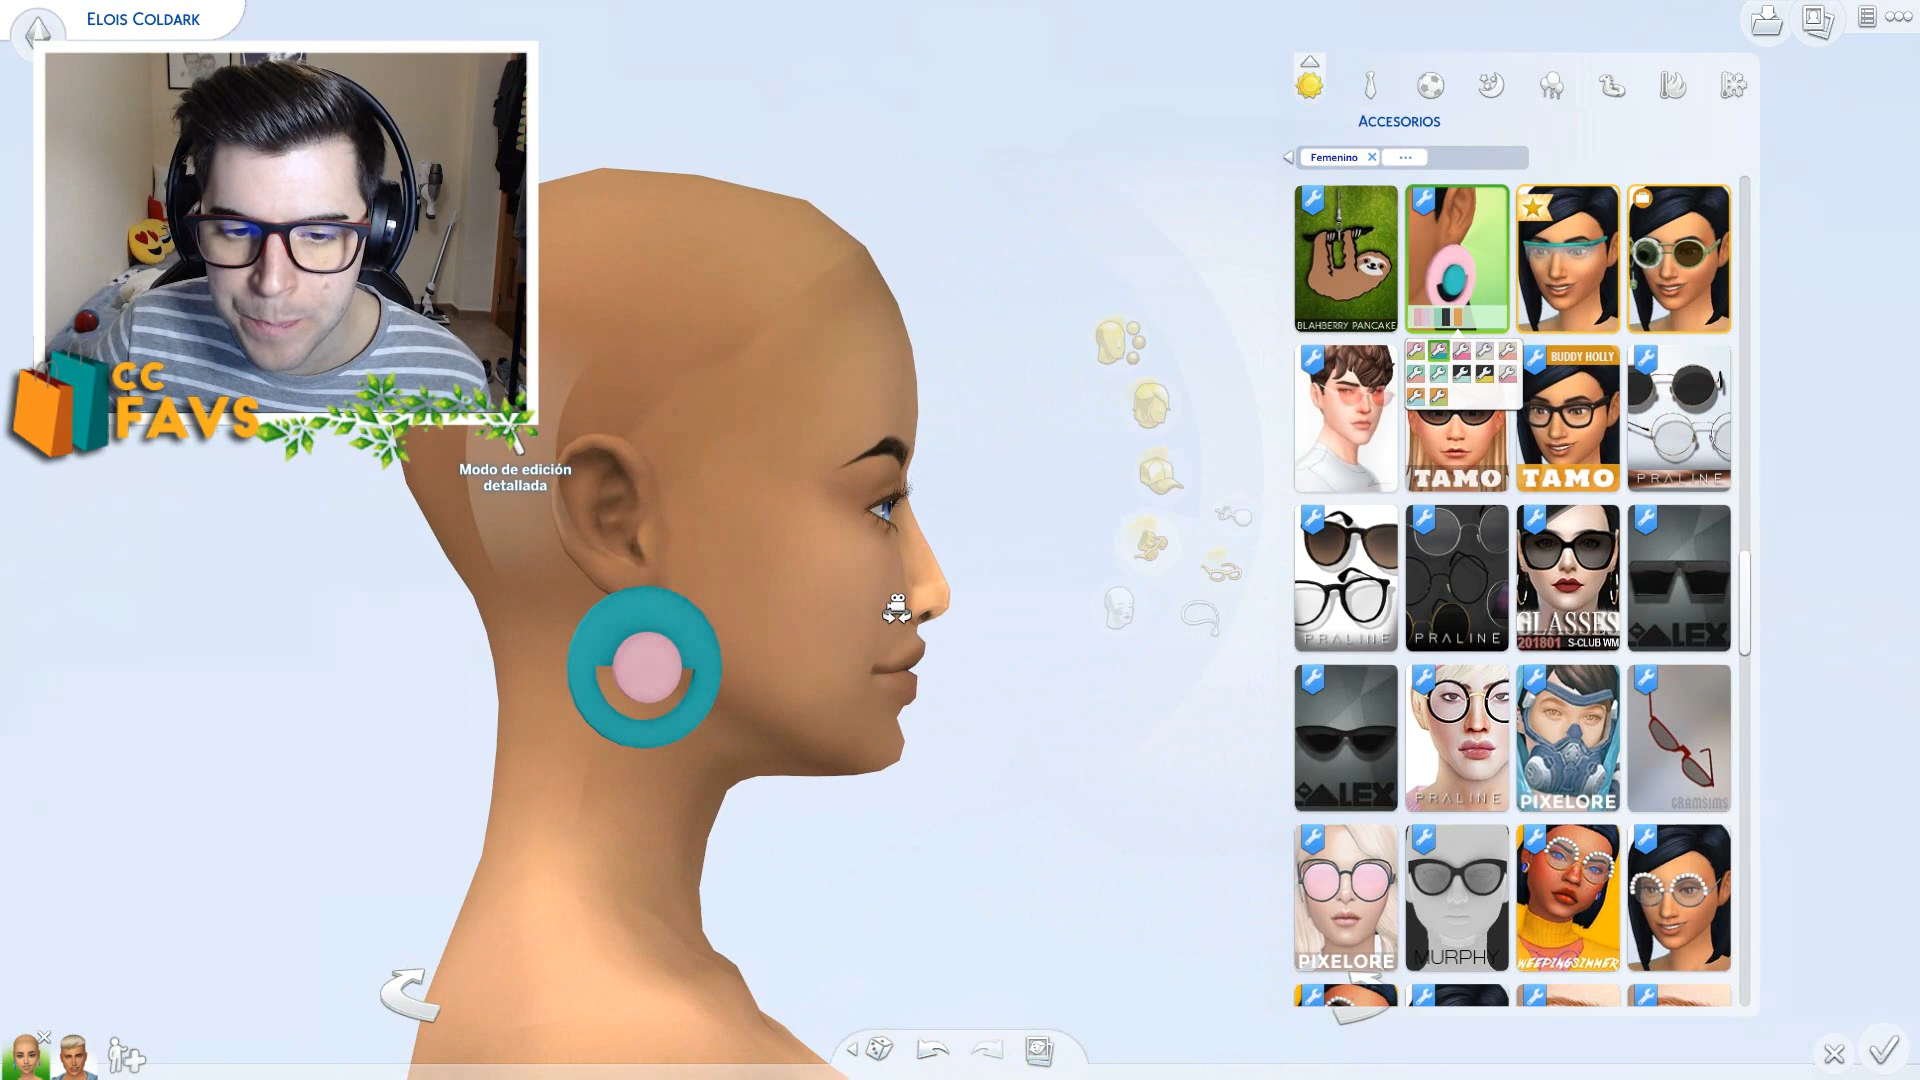 ELOIS COLDARK
CC
FAVS
Modo de edición
detallada
ACCESORIOS
Femenino
BLAHBERRY PANCAKE
BUDDY HOLLY
TAMO
TAMO
PRALINE
PRALINE
PRALINE
GLASSES
201801 S-CLUB WM
ALEX
ALEX
PRALINE
PIXELORE
GRAMSIMS
PIXELORE
MURPHY
WEEPINGSIMMER